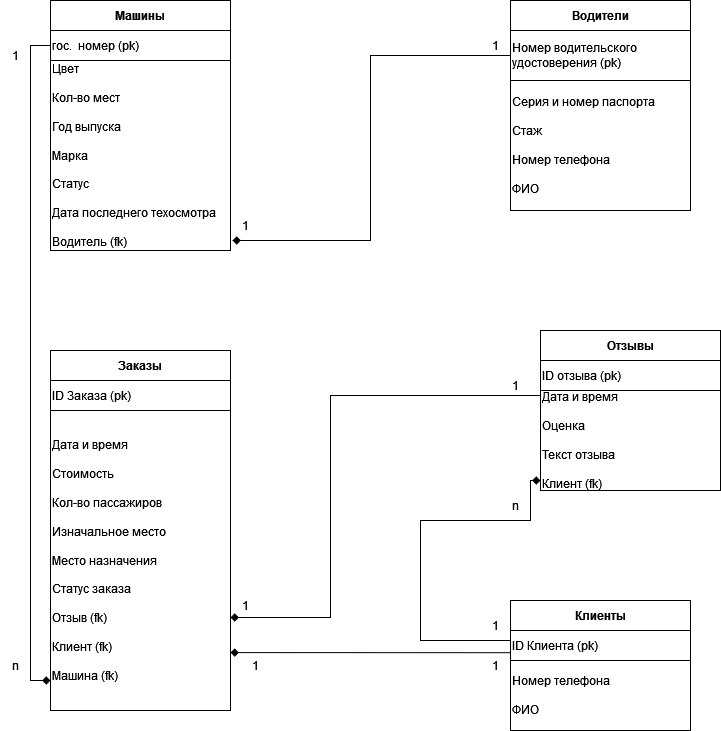 Машины
гос. номер (pk)
Цвет
Кол-во мест
Год выпуска
Марка
Статус
Дата последнего техосмотра
Водитель (fk)
1
1
1
Водители
Номер водительского
удостоверения (pk)
Серия и номер паспорта
Стаж
Номер телефона
ФИО
Заказы
ID Заказа (pk)
Дата и время
Стоимость
Кол-во пассажиров
Изначальное место
Место назначения
Статус заказа
Отзыв (fk)
Клиент (fk)
Машина (fk)
n
1
1
1
n
1
1
Отзывы
ID отзыва (pk)
Дата и время
Оценка
Текст отзыва
Клиент (fk)
Клиенты
ID Клиента (pk)
Номер телефона
ФИО